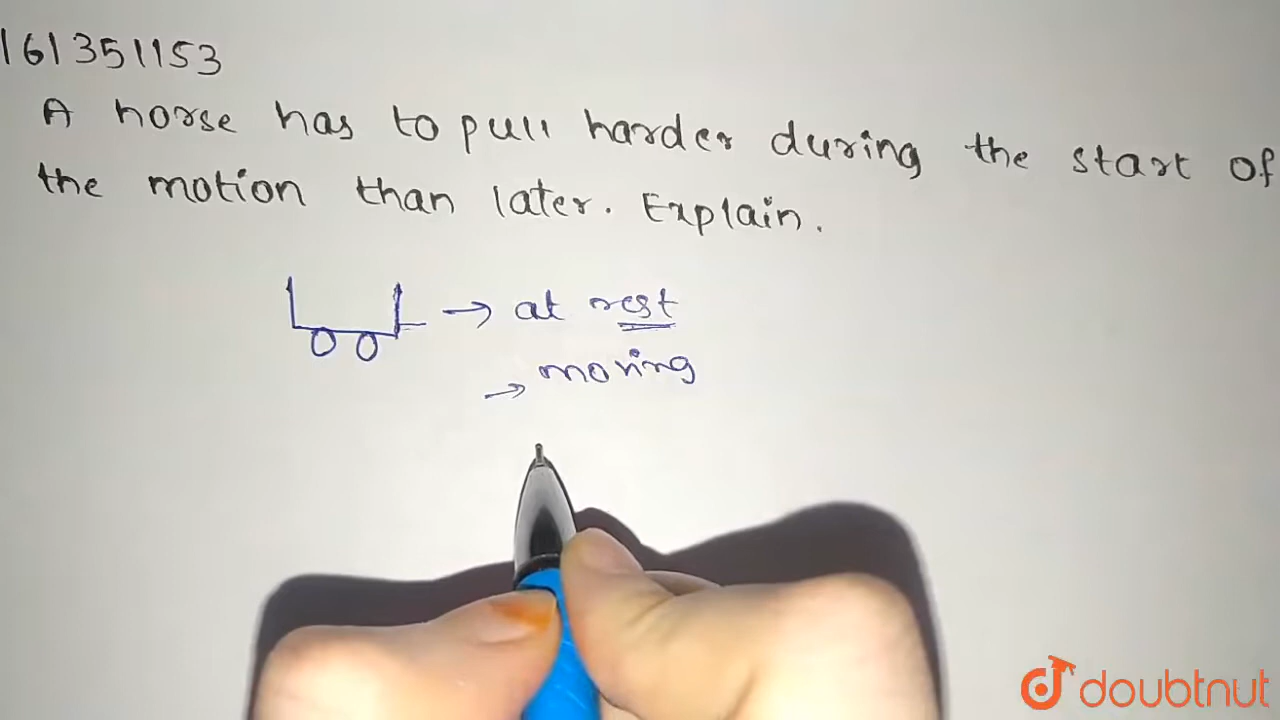 161351153
A horse has to pull harder during the start of
the motion than later. Explain.
→ at rest
→ moving
doubtnut